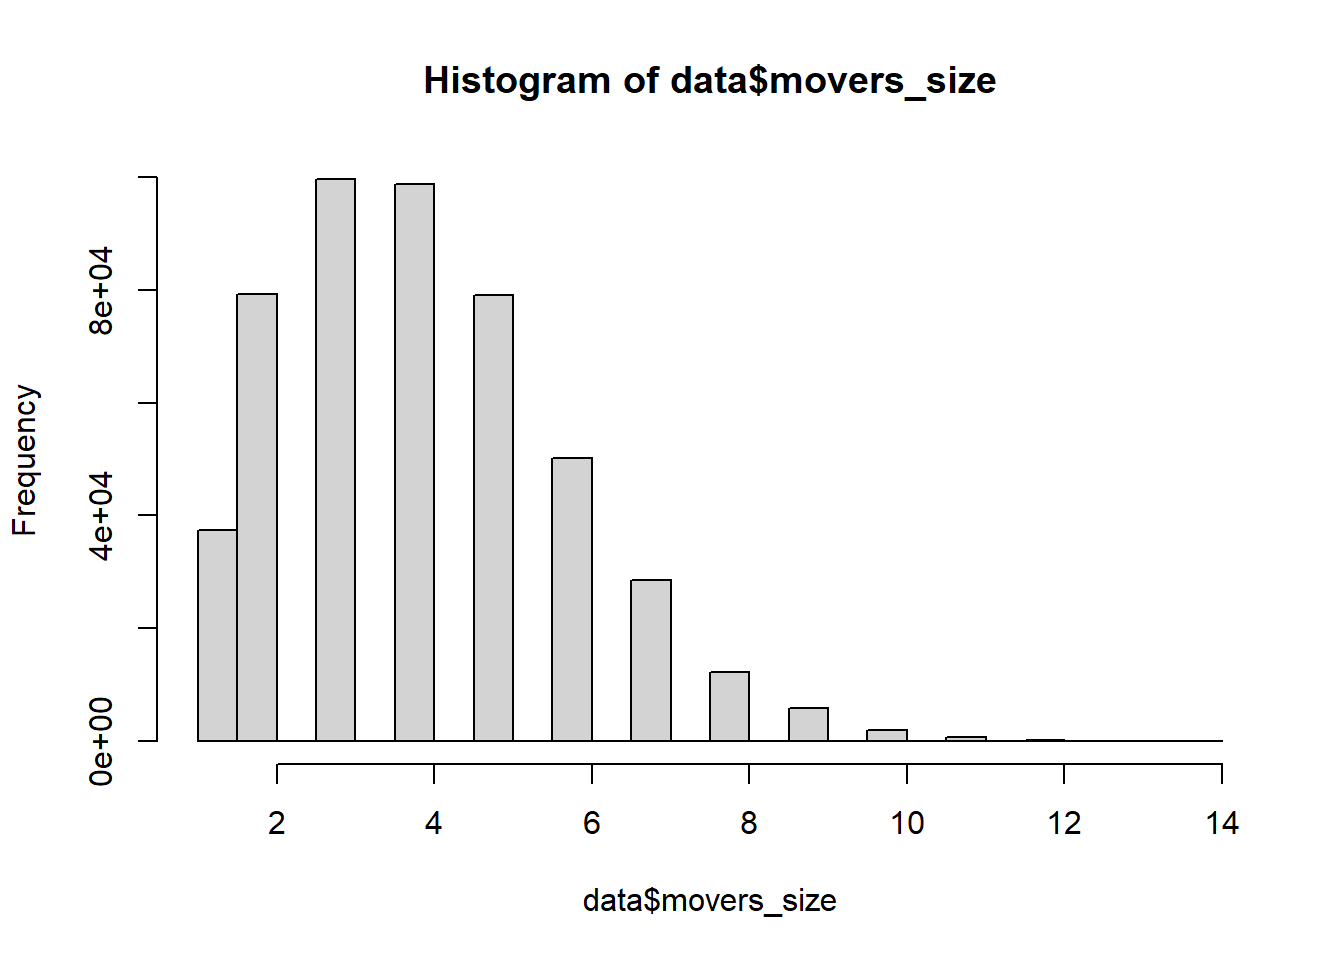 Histogram of data$movers_size
Frequency
8e+04
4e+04
0e+00
2 4 6 8 10 12 14
data$movers_size